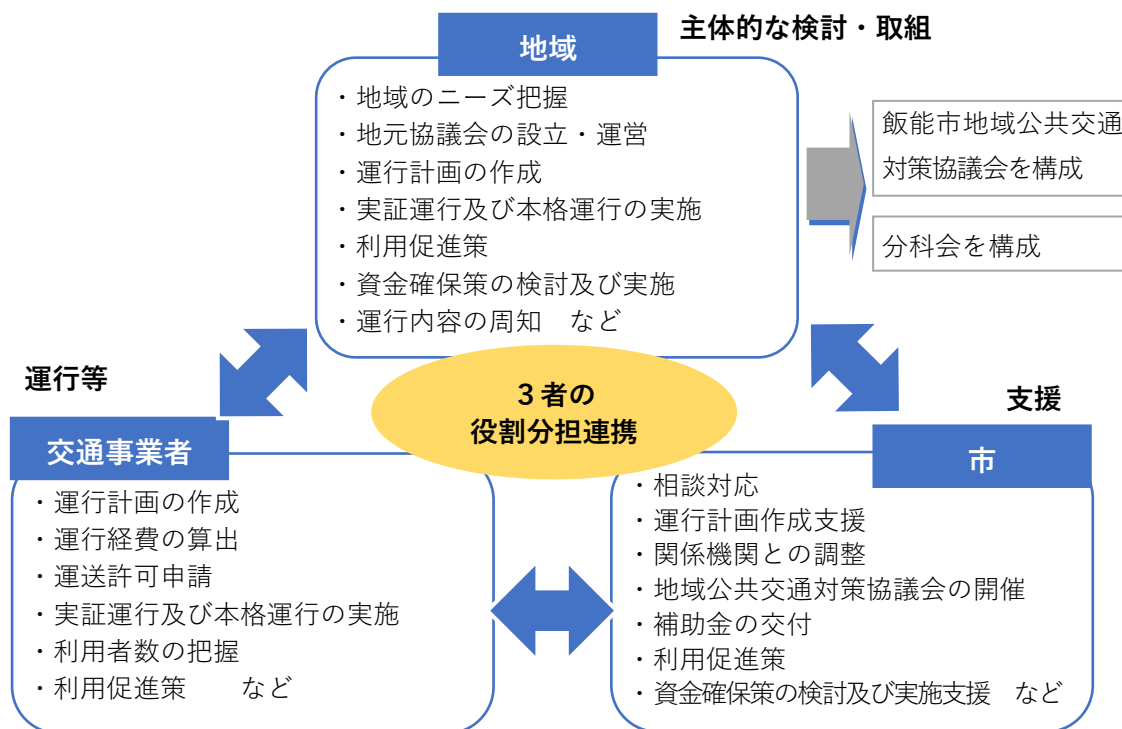 主体的な検討・取組
地域
・地域のニーズ把握
・地元協議会の設立・運営
・運行計画の作成
・実証運行及び本格運行の実施
・利用促進策
・資金確保策の検討及び実施
・運行内容の周知　など
飯能市地域公共交通
対策協議会を構成
分科会を構成
３者の
役割分担連携
運行等
交通事業者
・運行計画の作成
・運行経費の算出
・運送許可申請
・実証運行及び本格運行の実施
・利用者数の把握
・利用促進策　　など
支援
市
・相談対応
・運行計画作成支援
・関係機関との調整
・地域公共交通対策協議会の開催
・補助金の交付
・利用促進策
・資金確保策の検討及び実施支援　など